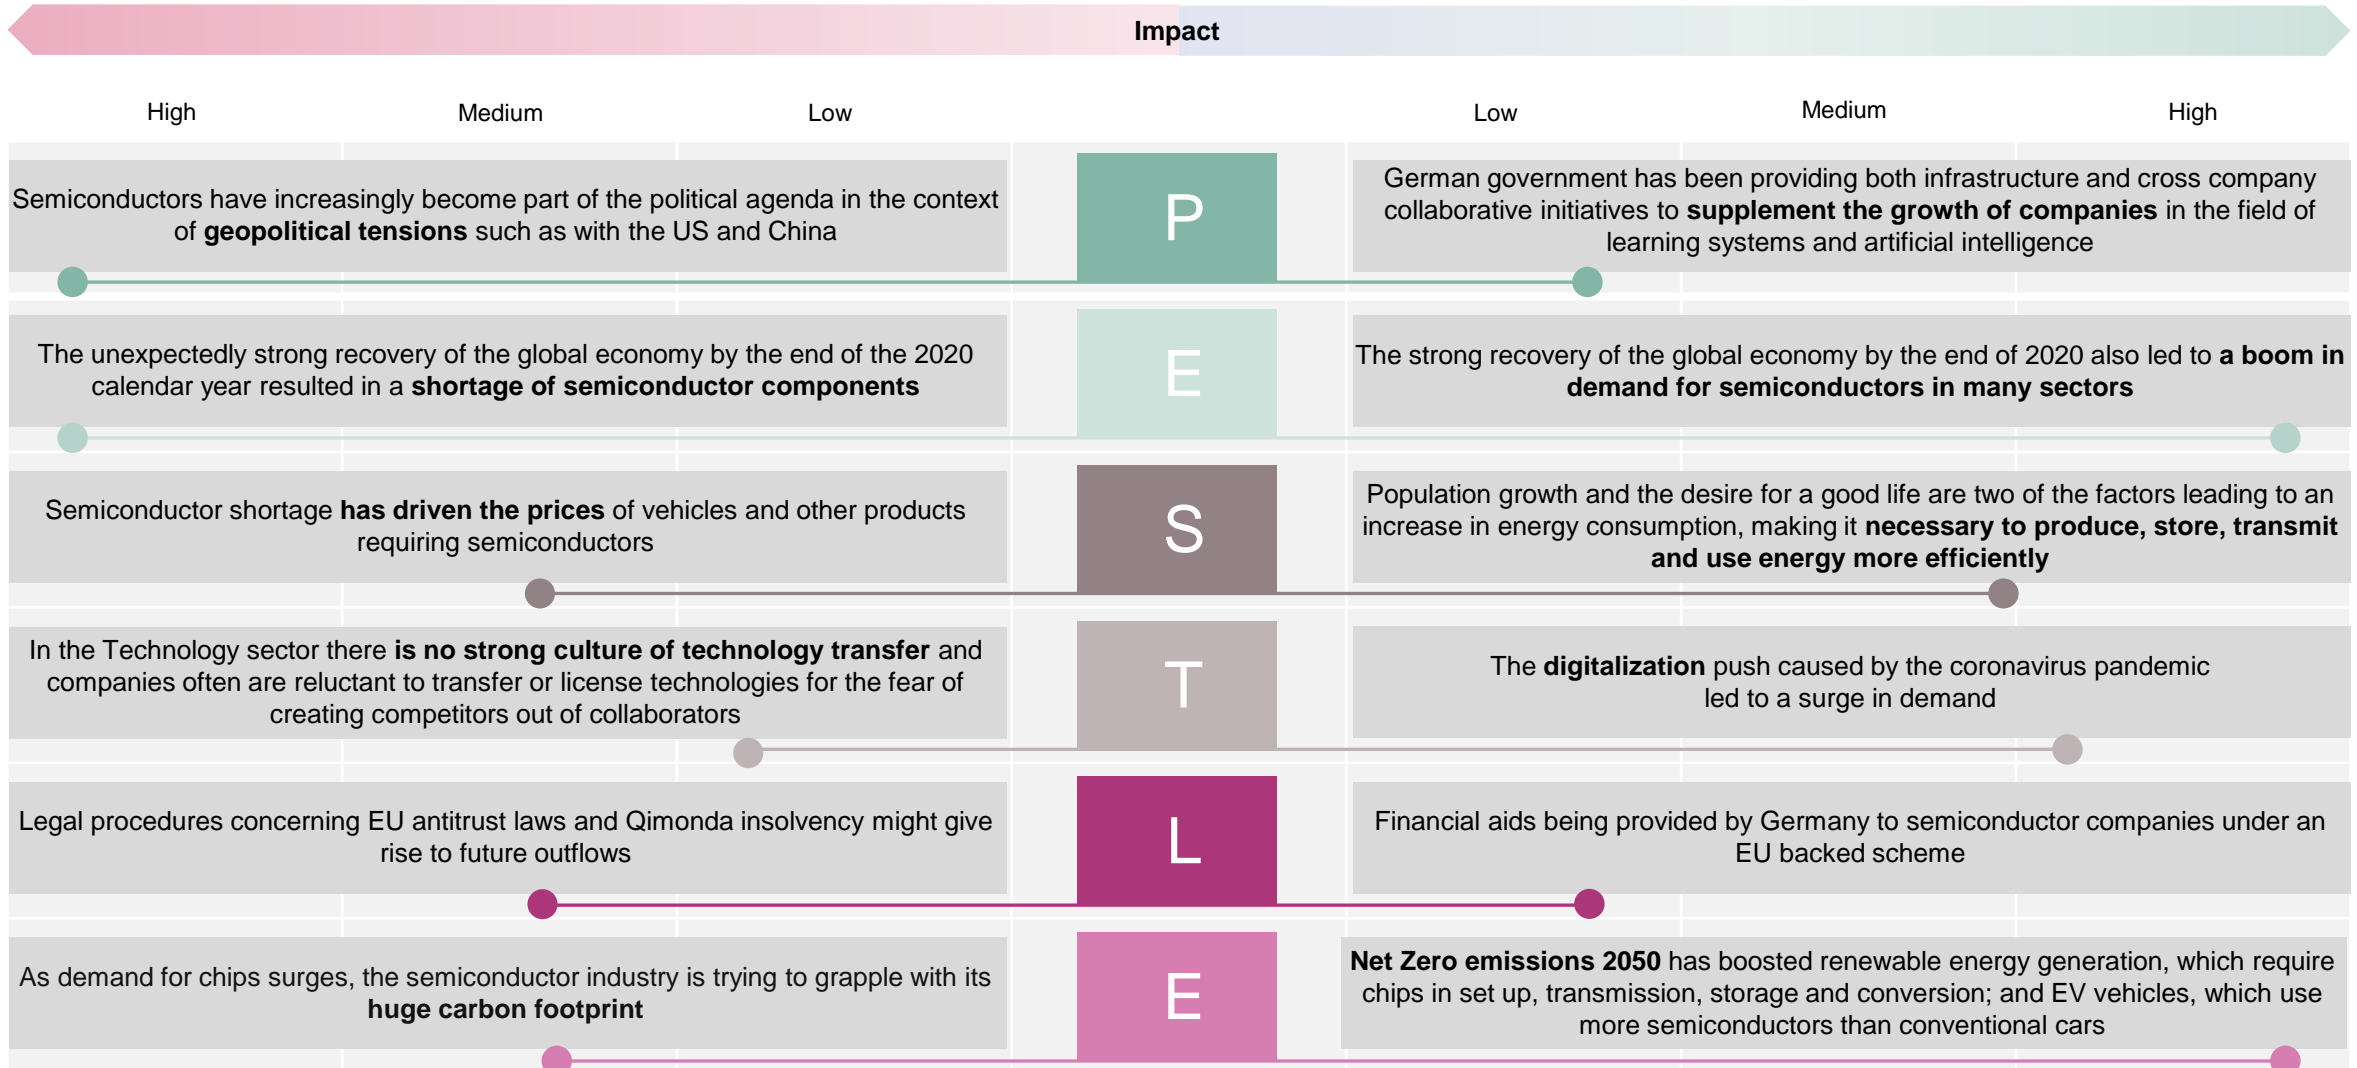 Impact
High
Medium
Low
Low
Medium
High
Semiconductors have increasingly become part of the political agenda in the context
of geopolitical tensions such as with the US and China
P
German government has been providing both infrastructure and cross company
collaborative initiatives to supplement the growth of companies in the field of
learning systems and artificial intelligence
The unexpectedly strong recovery of the global economy by the end of the 2020
calendar year resulted in a shortage of semiconductor components
E
The strong recovery of the global economy by the end of 2020 also led to a boom in
demand for semiconductors in many sectors
Semiconductor shortage has driven the prices of vehicles and other products
requiring semiconductors
S
Population growth and the desire for a good life are two of the factors leading to an
increase in energy consumption, making it necessary to produce, store, transmit
and use energy more efficiently
In the Technology sector there is no strong culture of technology transfer and
companies often are reluctant to transfer or license technologies for the fear of
creating competitors out of collaborators
T
The digitalization push caused by the coronavirus pandemic
led to a surge in demand
Legal procedures concerning EU antitrust laws and Qimonda insolvency might give
rise to future outflows
L
Financial aids being provided by Germany to semiconductor companies under an
EU backed scheme
As demand for chips surges, the semiconductor industry is trying to grapple with its
huge carbon footprint
E
Net Zero emissions 2050 has boosted renewable energy generation, which require
chips in set up, transmission, storage and conversion; and EV vehicles, which use
more semiconductors than conventional cars